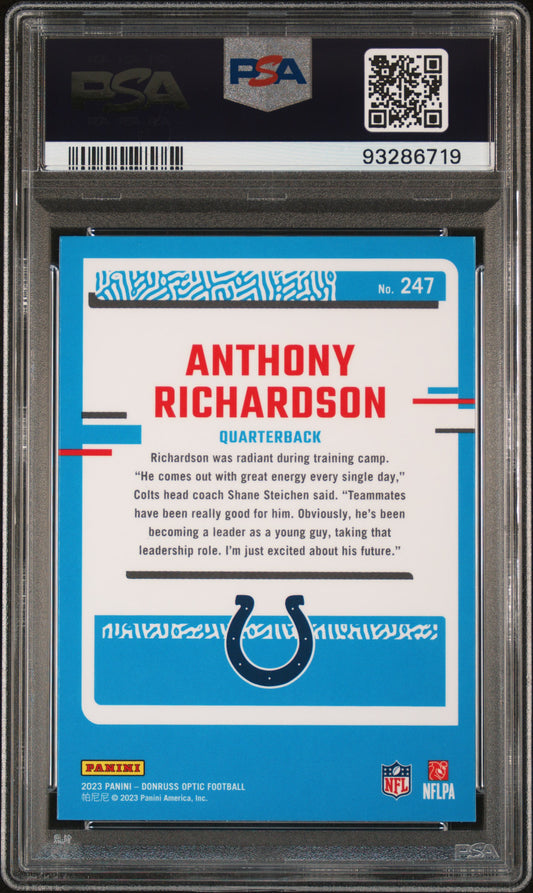 PSA
PSA
93286719
No. 247
ANTHONY
RICHARDSON
QUARTERBACK
Richardson was radiant during training camp.
“He comes out with great energy every single day,”
Colts head coach Shane Steichen said. “Teammates
have been really good for him. Obviously, he's been
becoming a leader as a young guy, taking that
leadership role. I'm just excited about his future.”
PANINI
2023 PANINI – DONRUSS OPTIC FOOTBALL
帕尼尼 © 2023 Panini America, Inc.
NFL
NFLPA
PSA